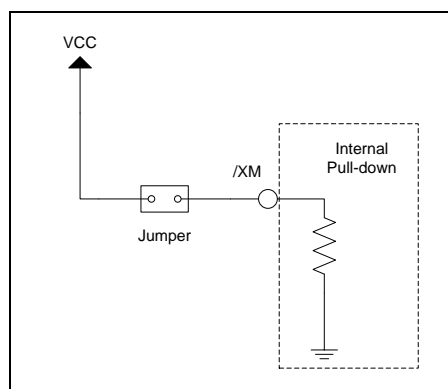 VCC
Internal
Pull-down
/XM
Jumper